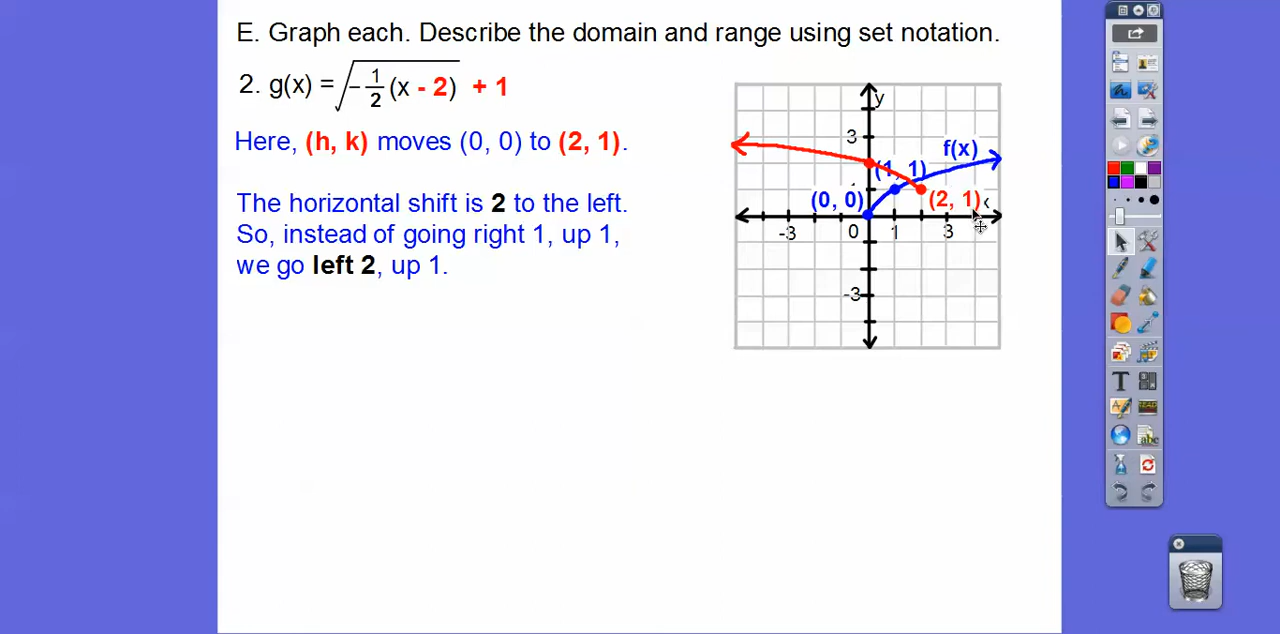 E. Graph each. Describe the domain and range using set notation.
2. g(x) = √-1/2 (x - 2) + 1
Here, (h, k) moves (0, 0) to (2, 1).
The horizontal shift is 2 to the left.
So, instead of going right 1, up 1,
we go left 2, up 1.
y
3
f(x)
(1, 1)
1
(0, 0)
(2, 1)
-3
0
1
3
-3
T
abc